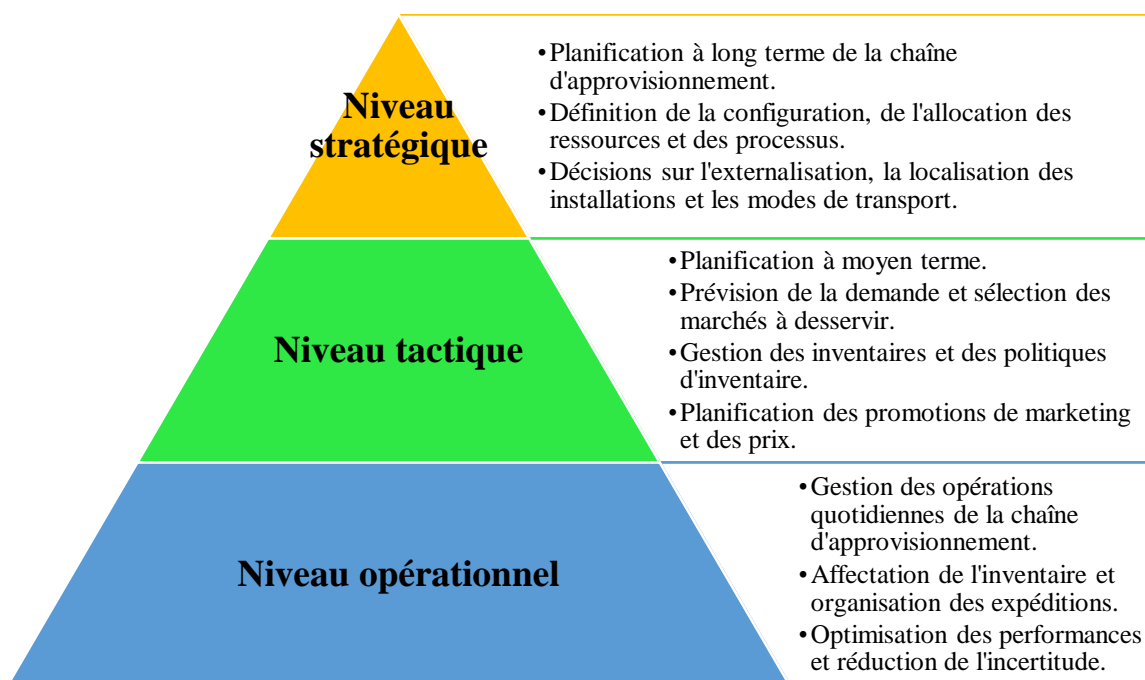 Niveau
stratégique
•Planification à long terme de la chaîne
d'approvisionnement.
•Définition de la configuration, de l'allocation des
ressources et des processus.
•Décisions sur l'externalisation, la localisation des
installations et les modes de transport.
Niveau tactique
•Planification à moyen terme.
•Prévision de la demande et sélection des
marchés à desservir.
•Gestion des inventaires et des politiques
d'inventaire.
•Planification des promotions de marketing
et des prix.
Niveau opérationnel
•Gestion des opérations
quotidiennes de la chaîne
d'approvisionnement.
•Affectation de l'inventaire et
organisation des expéditions.
•Optimisation des performances
et réduction de l'incertitude.